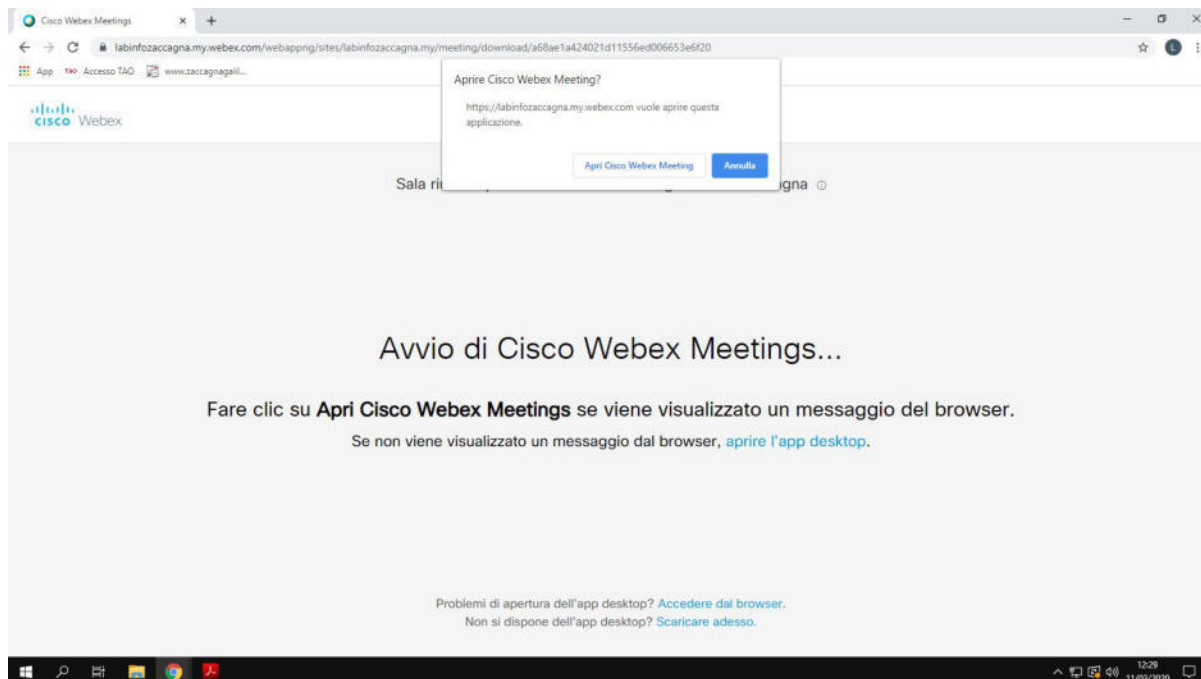 Cisco Webex Meetings
labinfozaccagna.my.webex.com/webappng/sites/labinfozaccagna.my/meeting/download/a68ae1a424021d11556ed006653e6f20
L
App TAO Accesso TAO www.zaccagnagalil...
Aprire Cisco Webex Meeting?
https://labinfozaccagna.my.webex.com vuole aprire questa
applicazione.
Apri Cisco Webex Meeting Annulla
cisco Webex
Sala ri gna
Avvio di Cisco Webex Meetings...
Fare clic su Apri Cisco Webex Meetings se viene visualizzato un messaggio del browser.
Se non viene visualizzato un messaggio dal browser, aprire l'app desktop.
Problemi di apertura dell'app desktop? Accedere dal browser.
Non si dispone dell'app desktop? Scaricare adesso.
12:29
11/03/2020